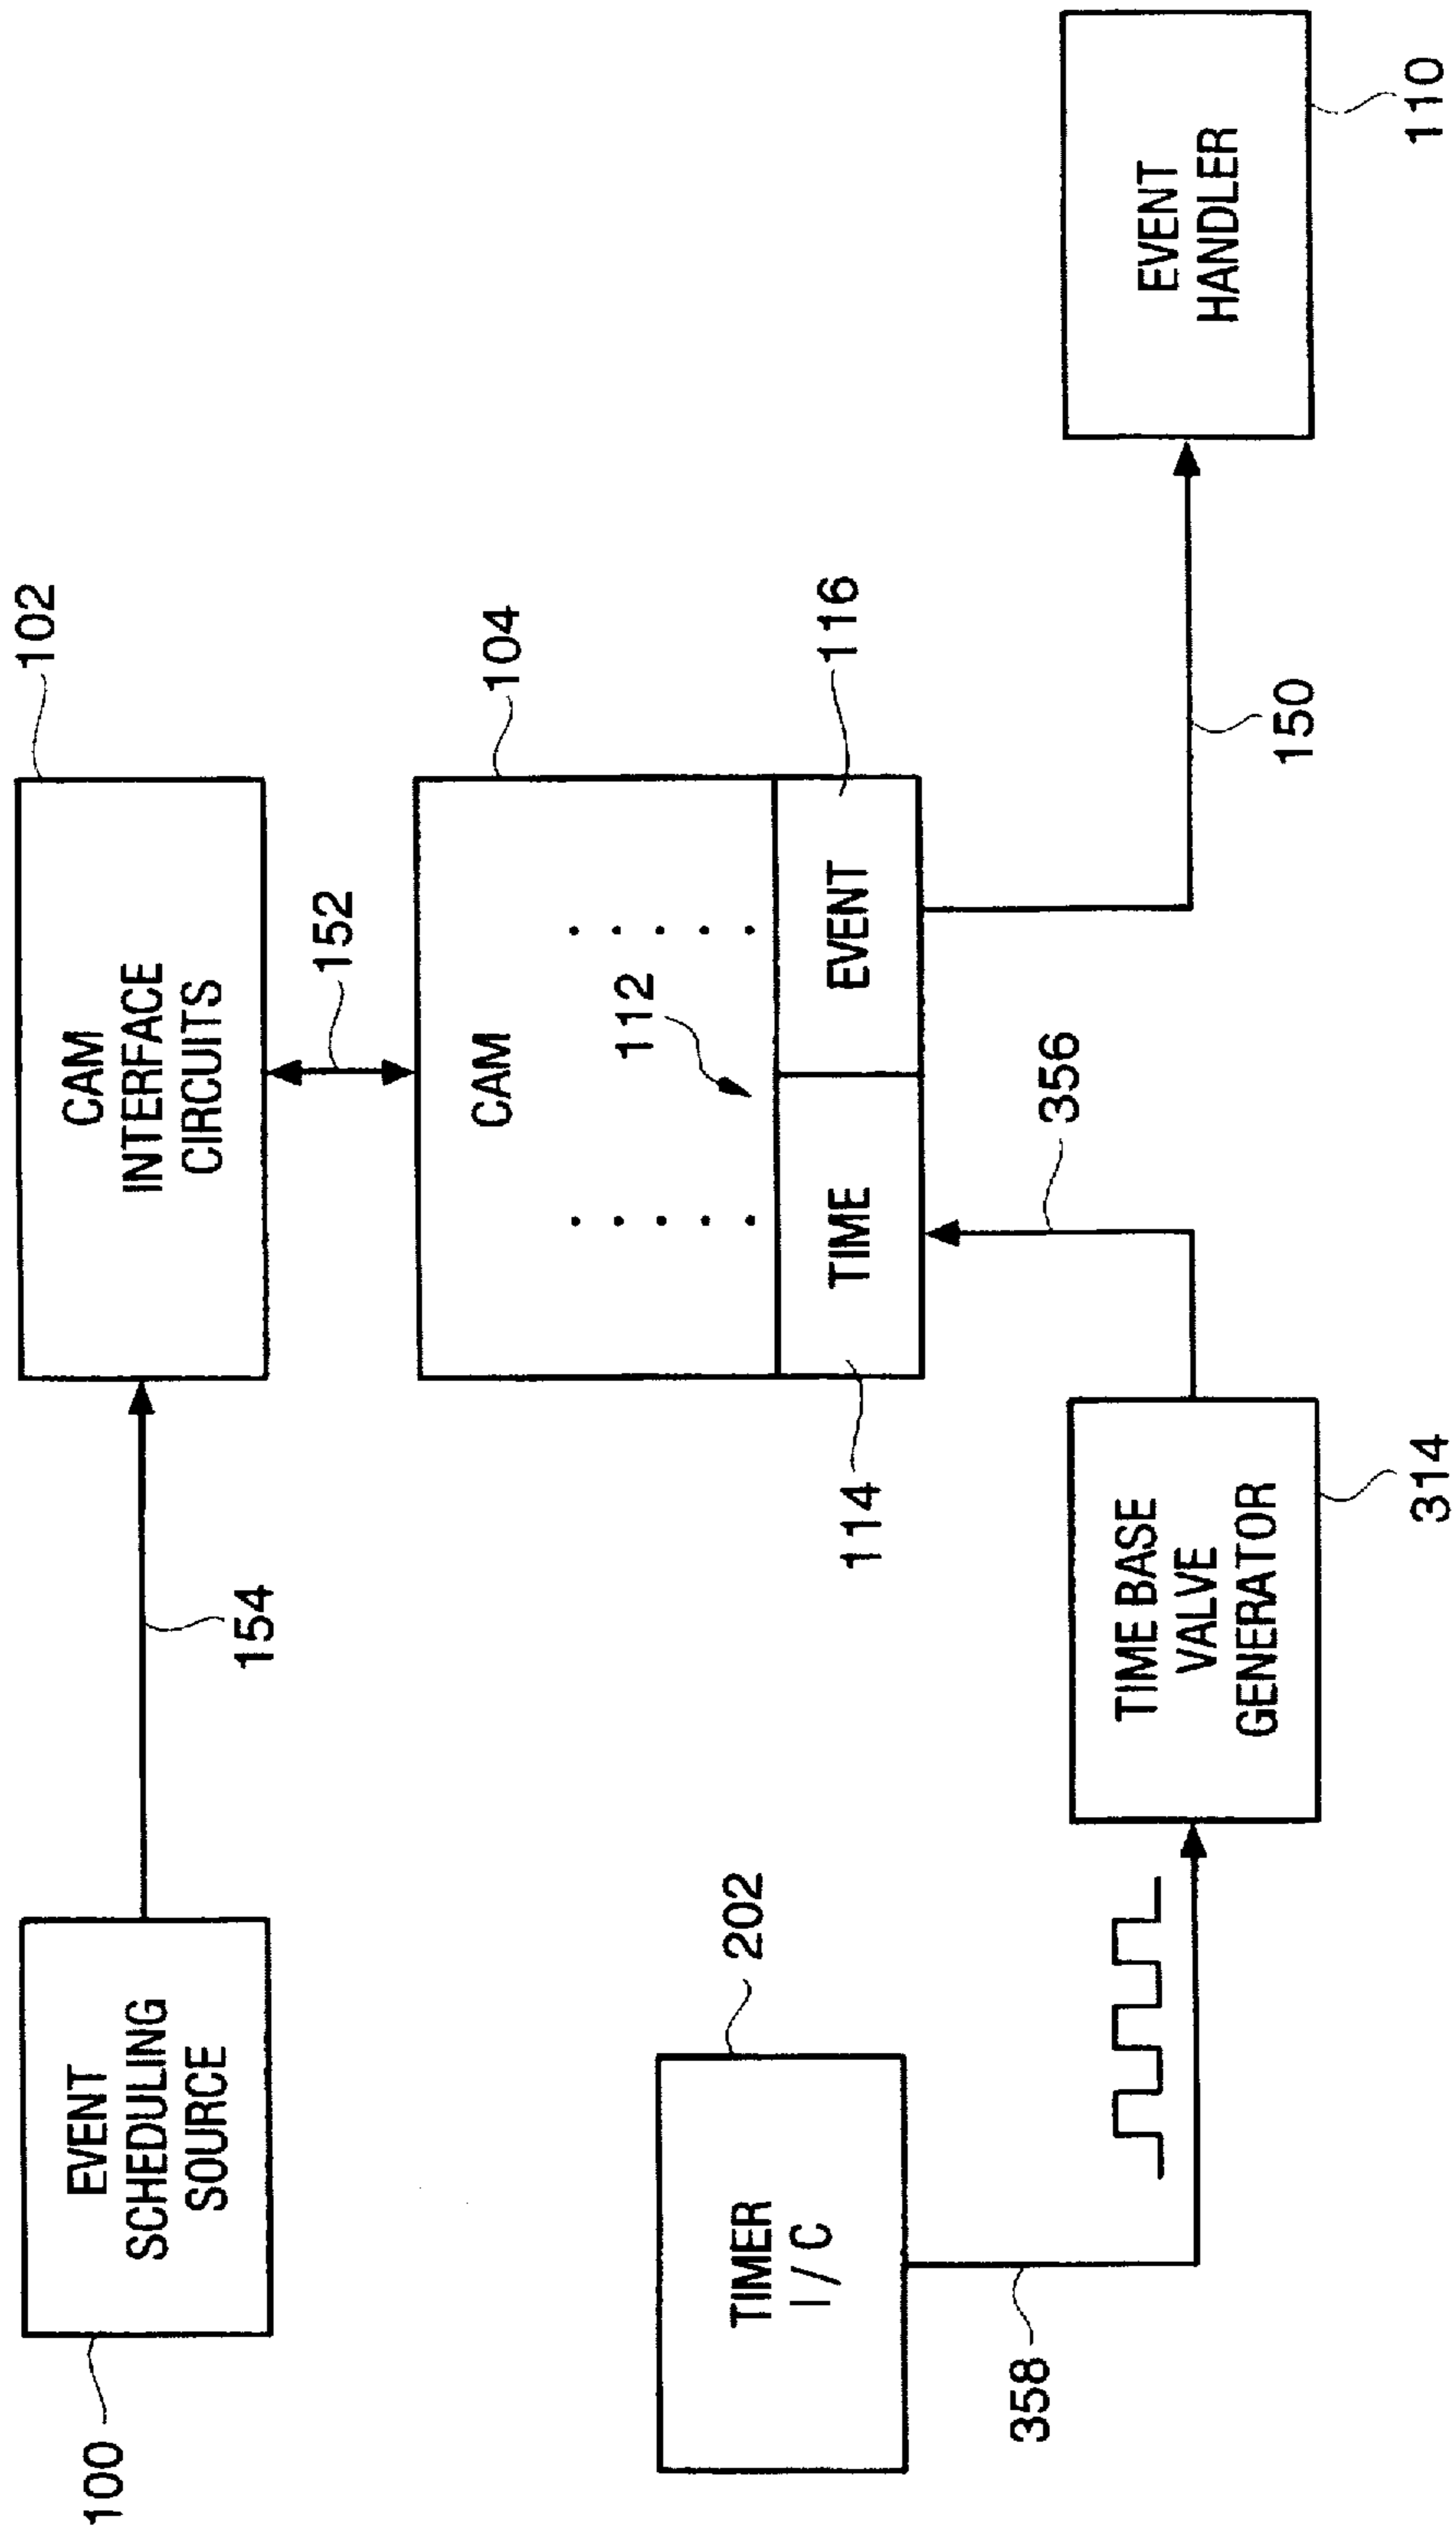 102
CAM
INTERFACE
CIRCUITS
154
EVENT
SCHEDULING
SOURCE
100
152
104
CAM
112
TIME
EVENT
116
114
TIMER
I / C
202
356
358
TIME BASE
VALVE
GENERATOR
314
150
EVENT
HANDLER
110